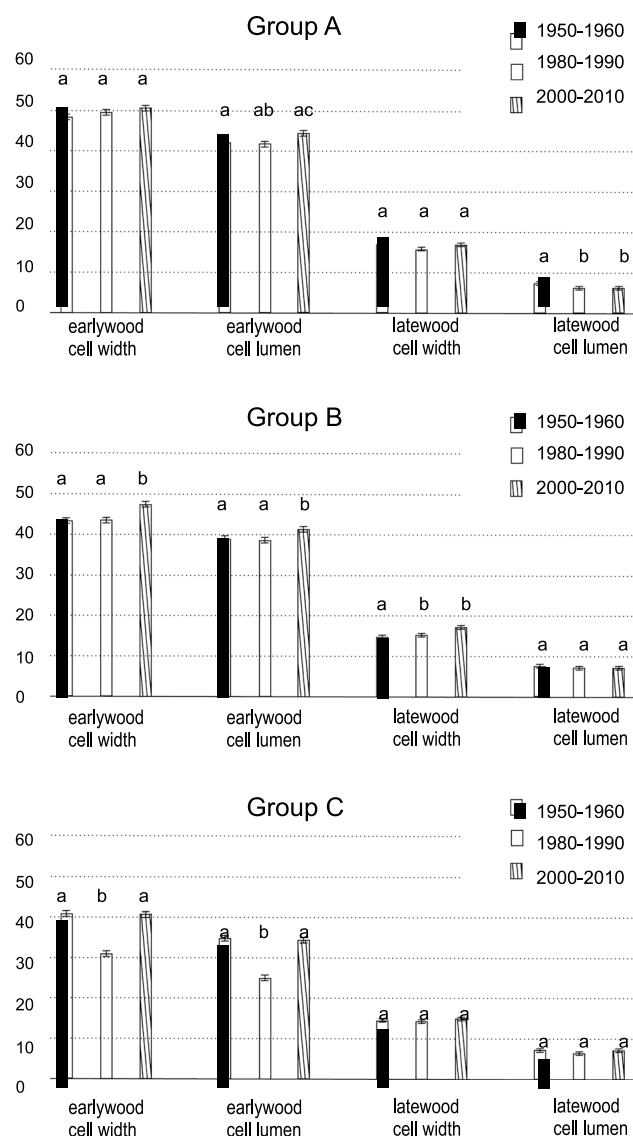 Group A
1950-1960
1980-1990
2000-2010
60
50
40
30
20
10
0
a a a
a ab ac
a a a
a b b
earlywood cell width
earlywood cell lumen
latewood cell width
latewood cell lumen
Group B
1950-1960
1980-1990
2000-2010
60
50
40
30
20
10
0
a a b
a a b
a b b
a a a
earlywood cell width
earlywood cell lumen
latewood cell width
latewood cell lumen
Group C
1950-1960
1980-1990
2000-2010
60
50
40
30
20
10
0
a b a
a b a
a a a
a a a
earlywood cell width
earlywood cell lumen
latewood cell width
latewood cell lumen